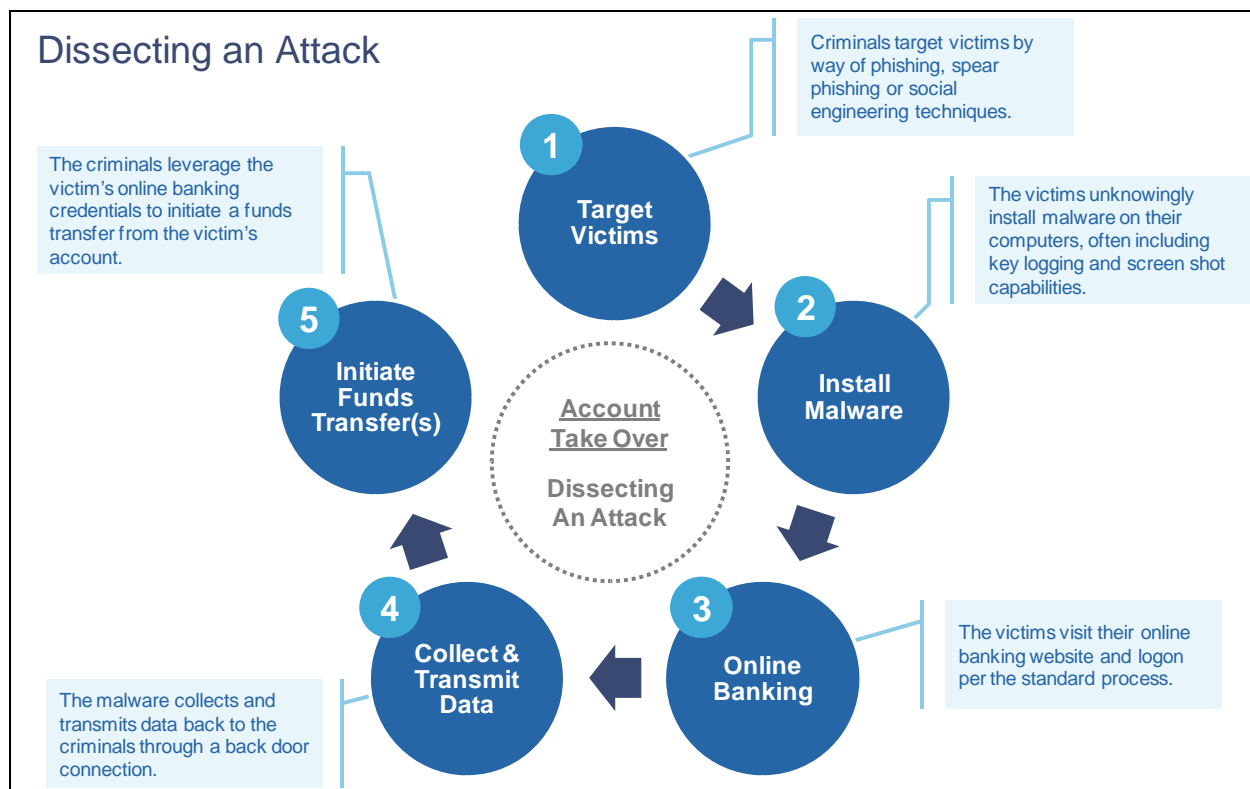 Dissecting an Attack
Criminals target victims by
way of phishing, spear
phishing or social
engineering techniques.
1
Target
Victims
The victims unknowingly
install malware on their
computers, often including
key logging and screen shot
capabilities.
2
Install
Malware
The victims visit their online
banking website and logon
per the standard process.
3
Online
Banking
The malware collects and
transmits data back to the
criminals through a back door
connection.
4
Collect &
Transmit
Data
The criminals leverage the
victim's online banking
credentials to initiate a funds
transfer from the victim's
account.
5
Initiate
Funds
Transfer(s)
Account
Take Over
Dissecting
An Attack